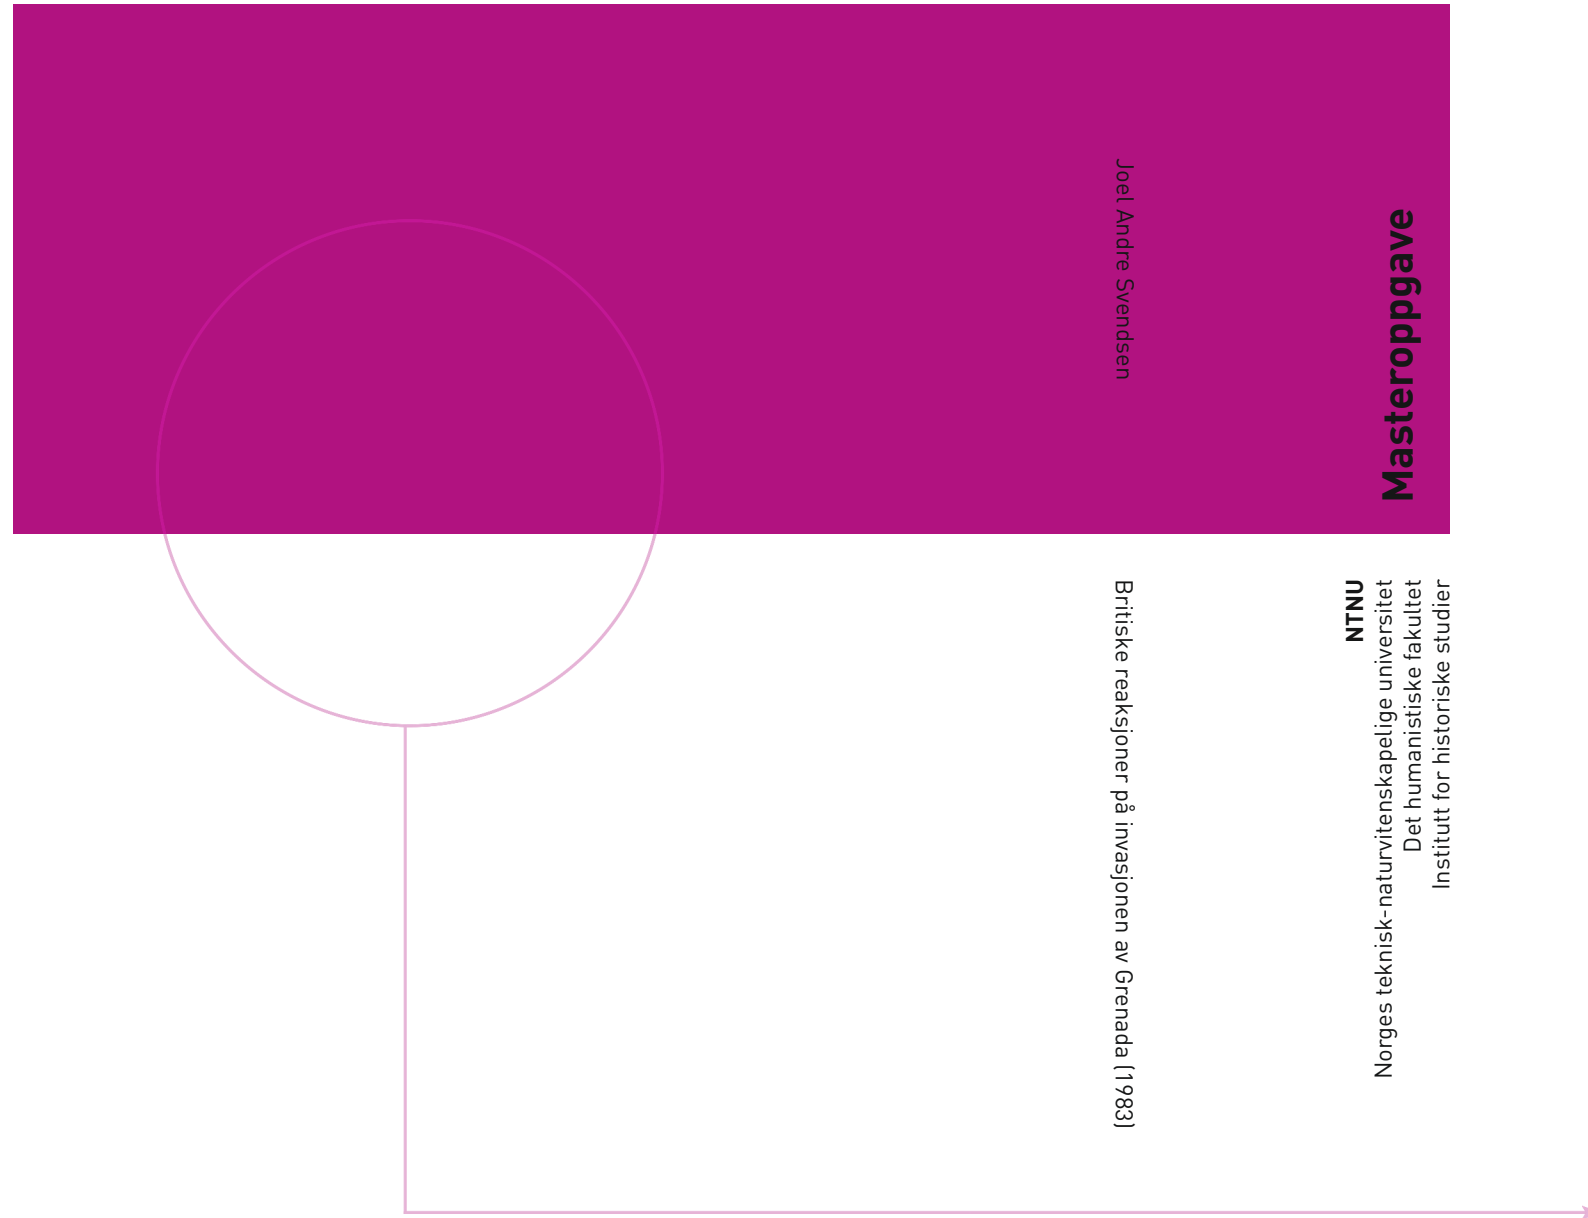 Joel Andre Svendsen
Britiske reaksjoner på invasjonen av Grenada (1983)
Masteroppgave
NTNU
Norges teknisk-naturvitenskapelige universitet
Det humanistiske fakultet
Institutt for historiske studier